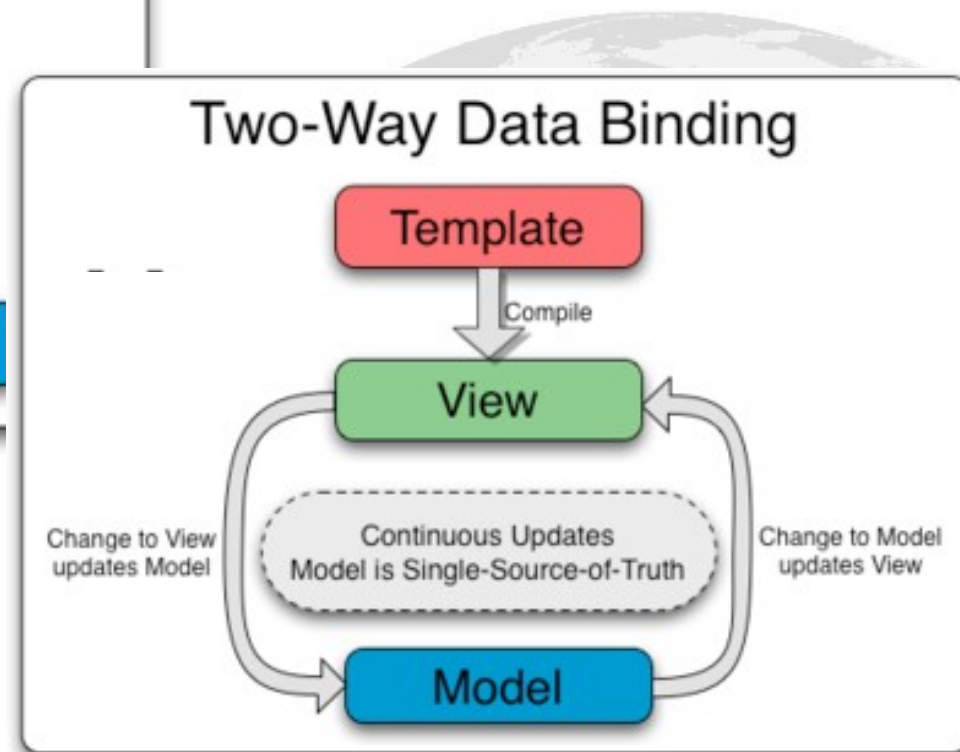 Two-Way Data Binding
Template
Compile
View
Change to View
updates Model
Continuous Updates
Model is Single-Source-of-Truth
Change to Model
updates View
Model